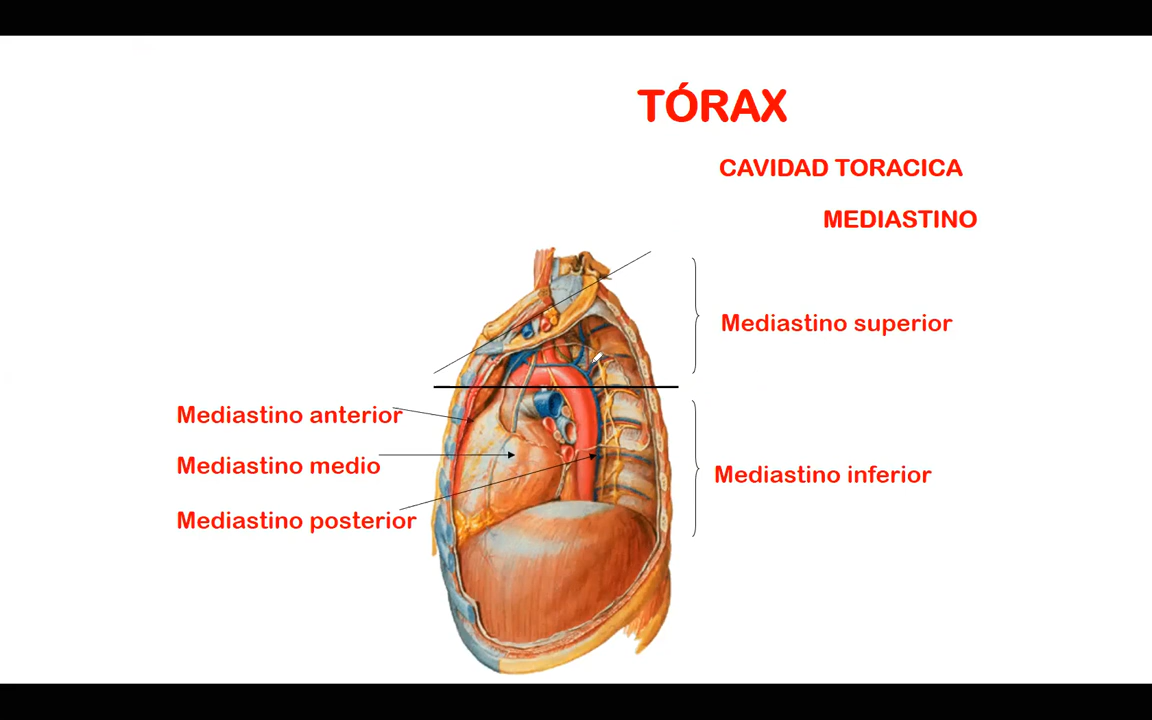 TÓRAX
CAVIDAD TORACICA
MEDIASTINO
Mediastino superior
Mediastino anterior
Mediastino medio
Mediastino inferior
Mediastino posterior